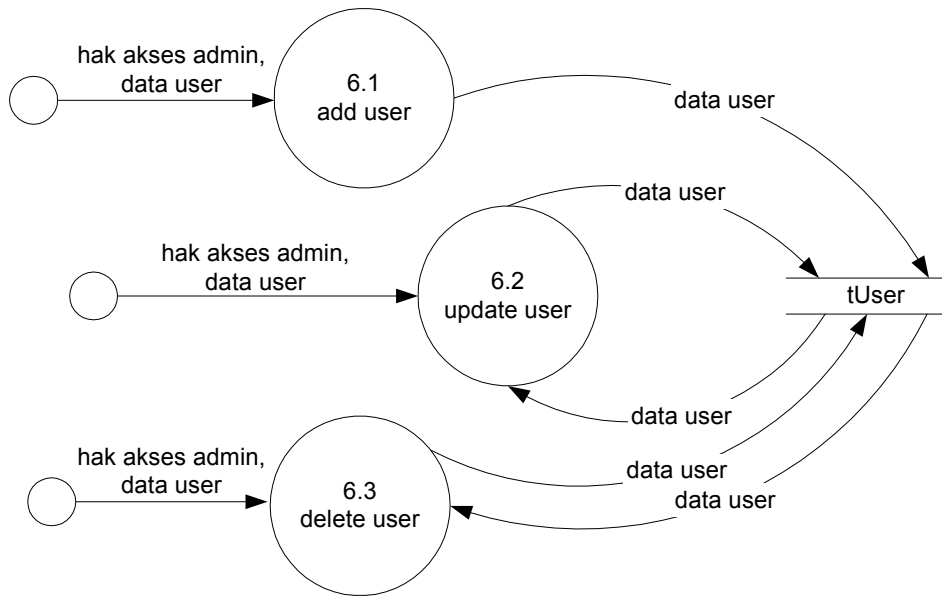 hak akses admin,
data user
6.1
add user
data user
data user
hak akses admin,
data user
6.2
update user
tUser
data user
hak akses admin,
data user
6.3
delete user
data user
data user